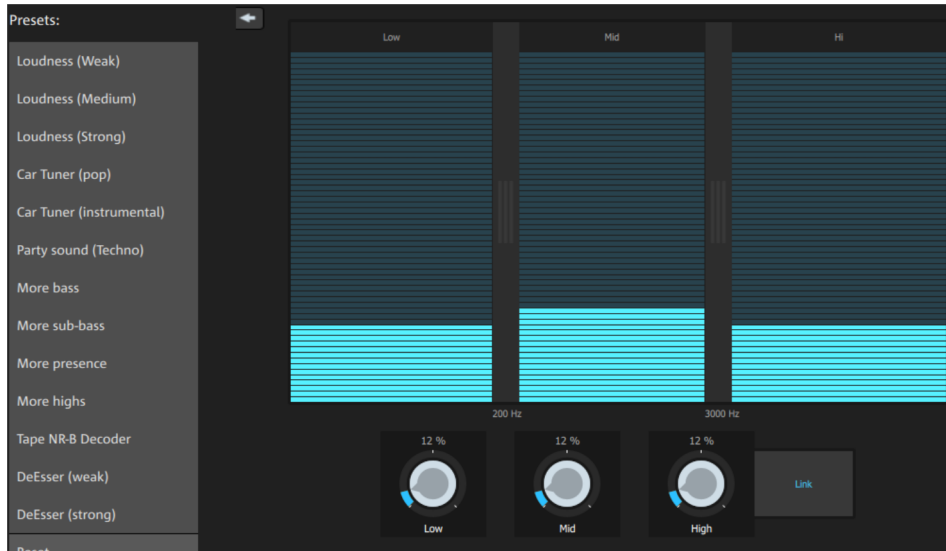 Presets:
Loudness (Weak)
Loudness (Medium)
Loudness (Strong)
Car Tuner (pop)
Car Tuner (instrumental)
Party sound (Techno)
More bass
More sub-bass
More presence
More highs
Tape NR-B Decoder
DeEsser (weak)
DeEsser (strong)
Reset
Low Mid Hi
200 Hz 3000 Hz
12 % 12 % 12 %
Low Mid High
Link